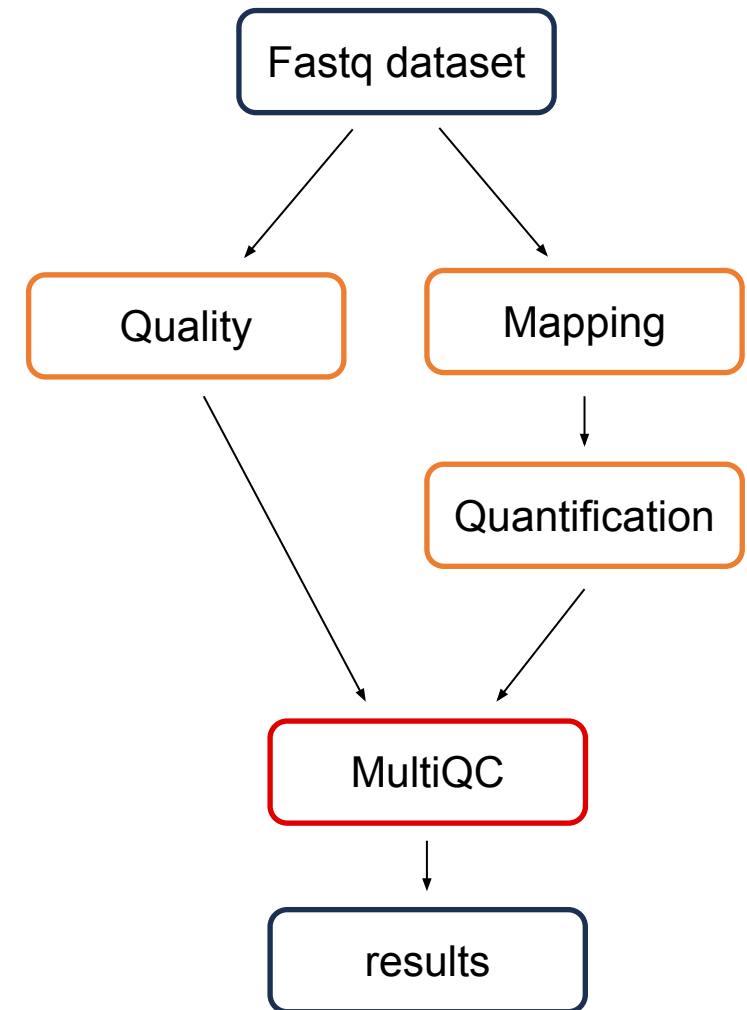 Fastq dataset
Quality
Mapping
Quantification
MultiQC
results